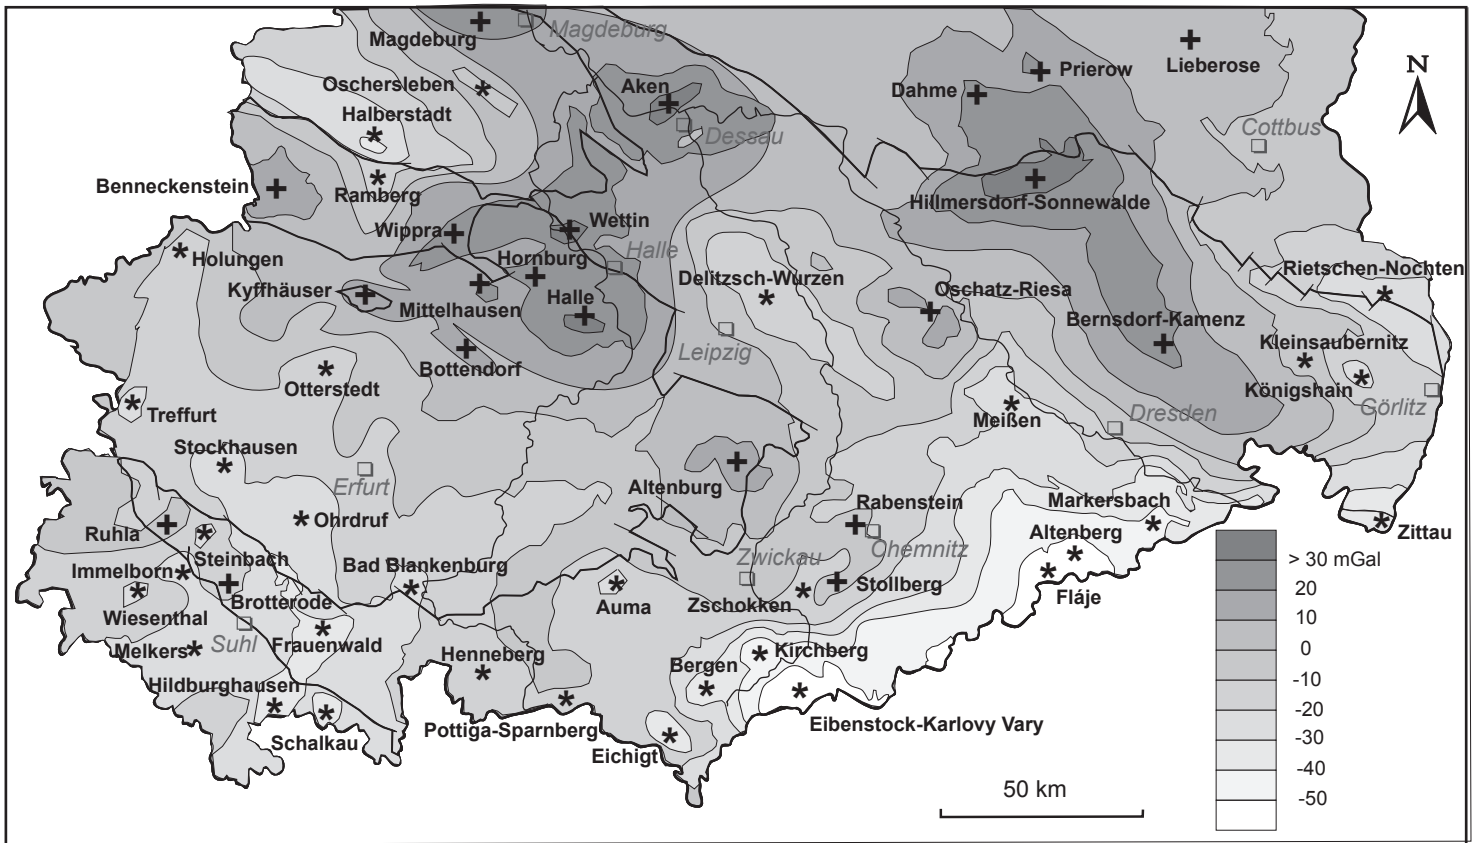 Magdeburg
Magdeburg
Lieberose
Prierow
Dahme
N
Oschersleben
Aken
Halberstadt
Dessau
Cottbus
Benneckenstein
Ramberg
Hillmersdorf-Sonnewalde
Wippra
Wettin
Holungen
Hornburg
Halle
Delitzsch-Wurzen
Rietschen-Nochten
Kyffhäuser
Mittelhausen
Halle
Oschatz-Riesa
Bernsdorf-Kamenz
Leipzig
Kleinsaubernitz
Bottendorf
Otterstedt
Königshain
Görlitz
Treffurt
Meißen
Dresden
Stockhausen
Erfurt
Altenburg
Rabenstein
Markersbach
Ruhla
Ohrdruf
Chemnitz
Altenberg
Zittau
Steinbach
Immelborn
Bad Blankenburg
Zwickau
Stollberg
Fláje
Brotterode
Wiesenthal
Auma
Zschokken
Melkers
Suhl
Frauenwald
Henneberg
Bergen
Kirchberg
Hildburghausen
Pottiga-Sparnberg
Eibenstock-Karlovy Vary
Schalkau
Eichigt
> 30 mGal
20
10
0
-10
-20
-30
-40
-50
50 km